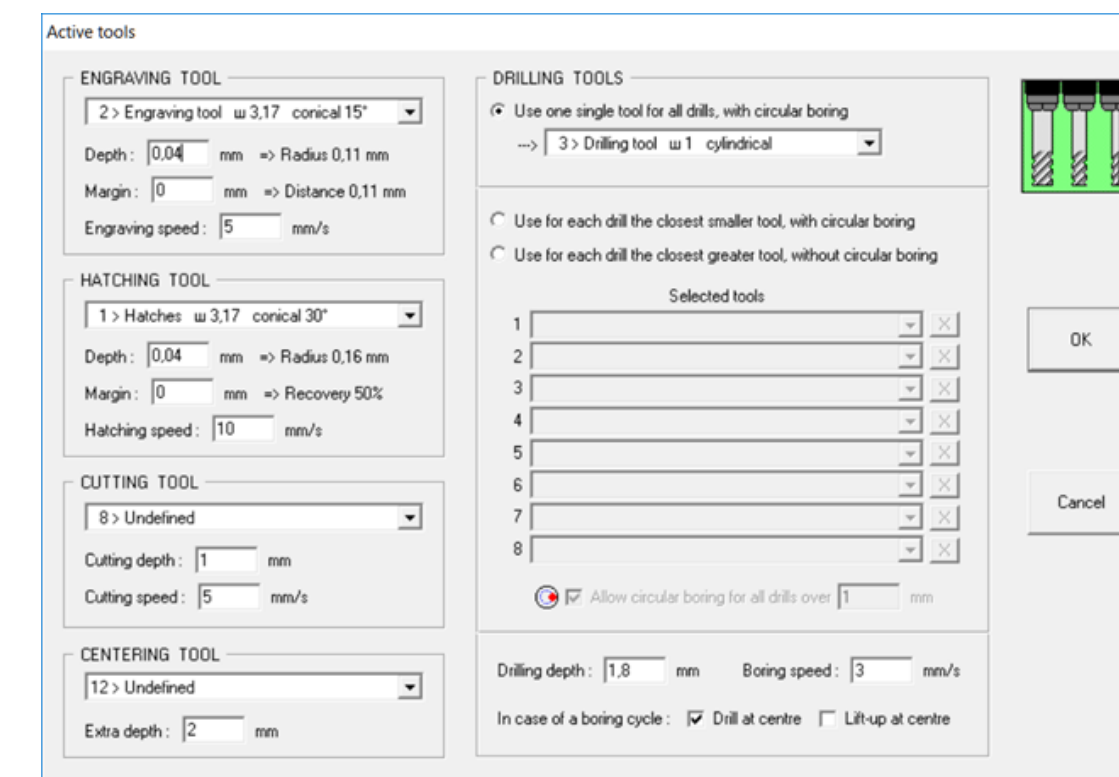 Active tools
ENGRAVING TOOL
2 > Engraving tool ш 3,17 conical 15°
Depth : 0,04 mm => Radius 0,11 mm
Margin : 0 mm => Distance 0,11 mm
Engraving speed : 5 mm/s
HATCHING TOOL
1 > Hatches ш 3,17 conical 30°
Depth : 0,04 mm => Radius 0,16 mm
Margin : 0 mm => Recovery 50%
Hatching speed : 10 mm/s
CUTTING TOOL
8 > Undefined
Cutting depth : 1 mm
Cutting speed : 5 mm/s
CENTERING TOOL
12 > Undefined
Extra depth : 2 mm
DRILLING TOOLS
Use one single tool for all drills, with circular boring
---> 3 > Drilling tool ш 1 cylindrical
Use for each drill the closest smaller tool, with circular boring
Use for each drill the closest greater tool, without circular boring
Selected tools
1
2
3
4
5
6
7
8
Allow circular boring for all drills over 1 mm
Drilling depth : 1,8 mm Boring speed : 3 mm/s
In case of a boring cycle : Drill at centre Lift-up at centre
OK
Cancel